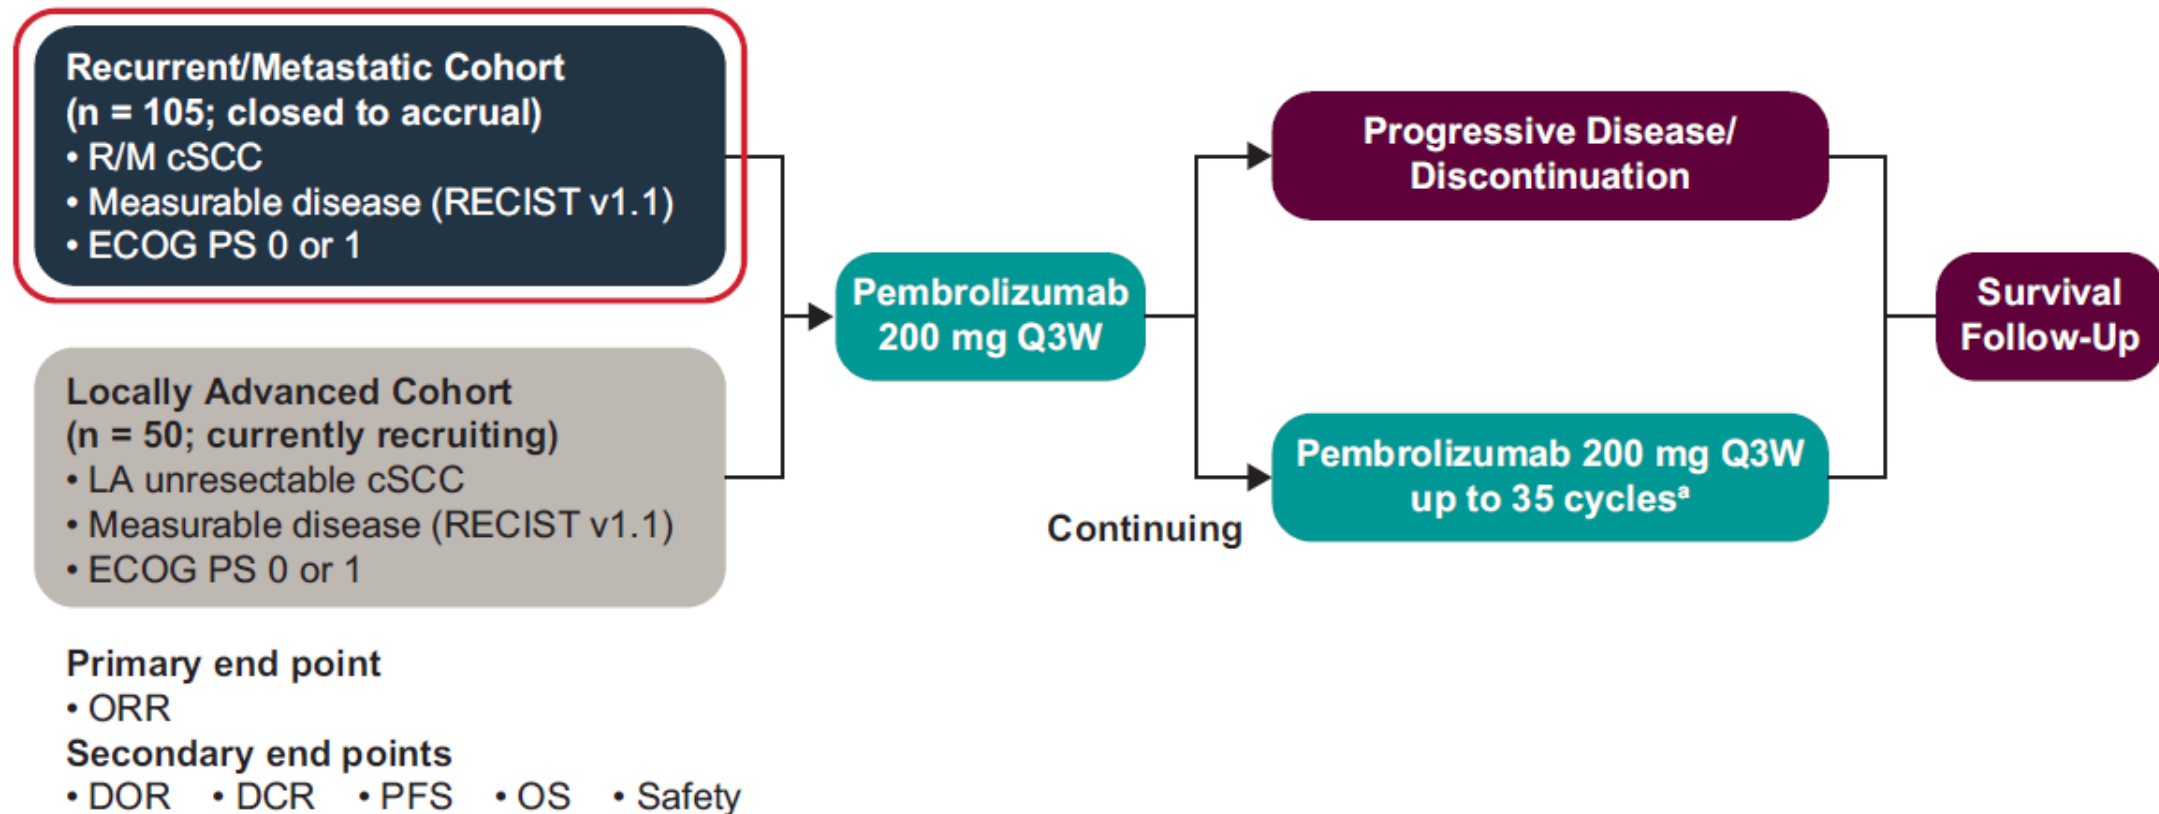 Recurrent/Metastatic Cohort
(n = 105; closed to accrual)
• R/M cSCC
• Measurable disease (RECIST v1.1)
• ECOG PS 0 or 1
Locally Advanced Cohort
(n = 50; currently recruiting)
• LA unresectable cSCC
• Measurable disease (RECIST v1.1)
• ECOG PS 0 or 1
Pembrolizumab
200 mg Q3W
Progressive Disease/
Discontinuation
Continuing
Pembrolizumab 200 mg Q3W
up to 35 cyclesᵃ
Survival
Follow-Up
Primary end point
• ORR
Secondary end points
• DOR • DCR • PFS • OS • Safety